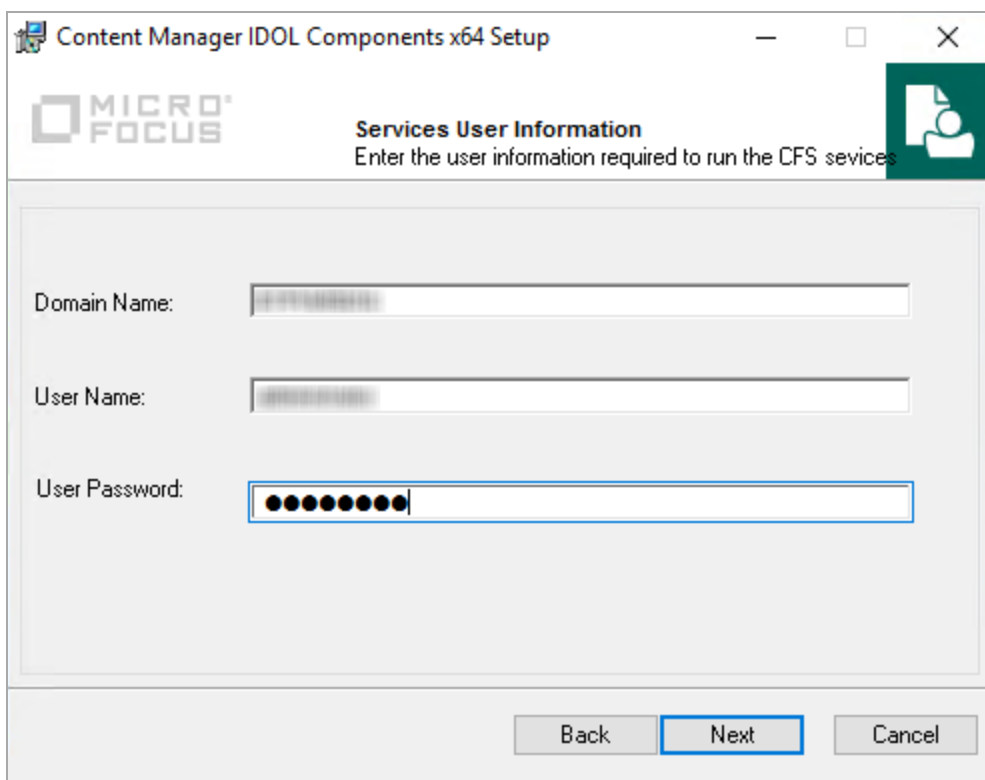 Content Manager IDOL Components x64 Setup
MICRO
FOCUS
Services User Information
Enter the user information required to run the CFS sevices
Domain Name:
User Name:
User Password:
Back Next Cancel